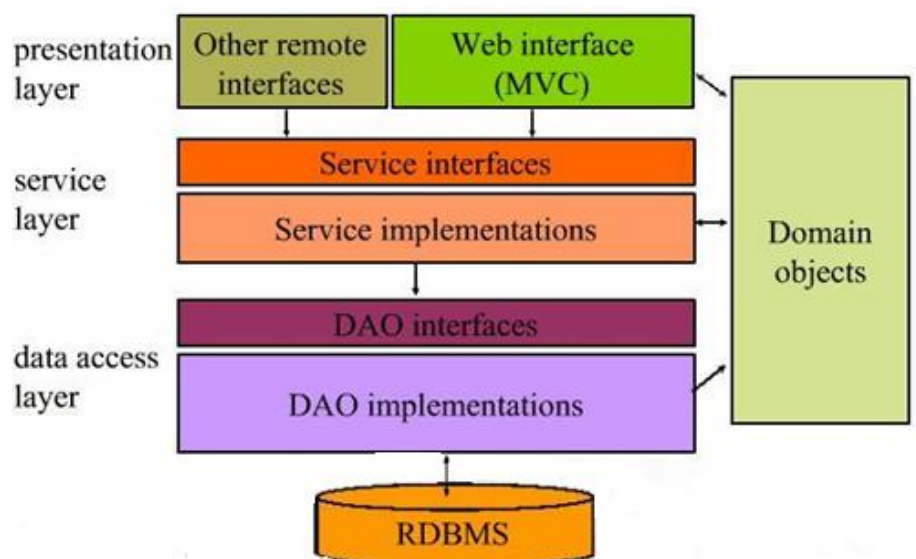 presentation
layer
Other remote
interfaces
Web interface
(MVC)
service
layer
Service interfaces
Service implementations
Domain
objects
data access
layer
DAO interfaces
DAO implementations
RDBMS